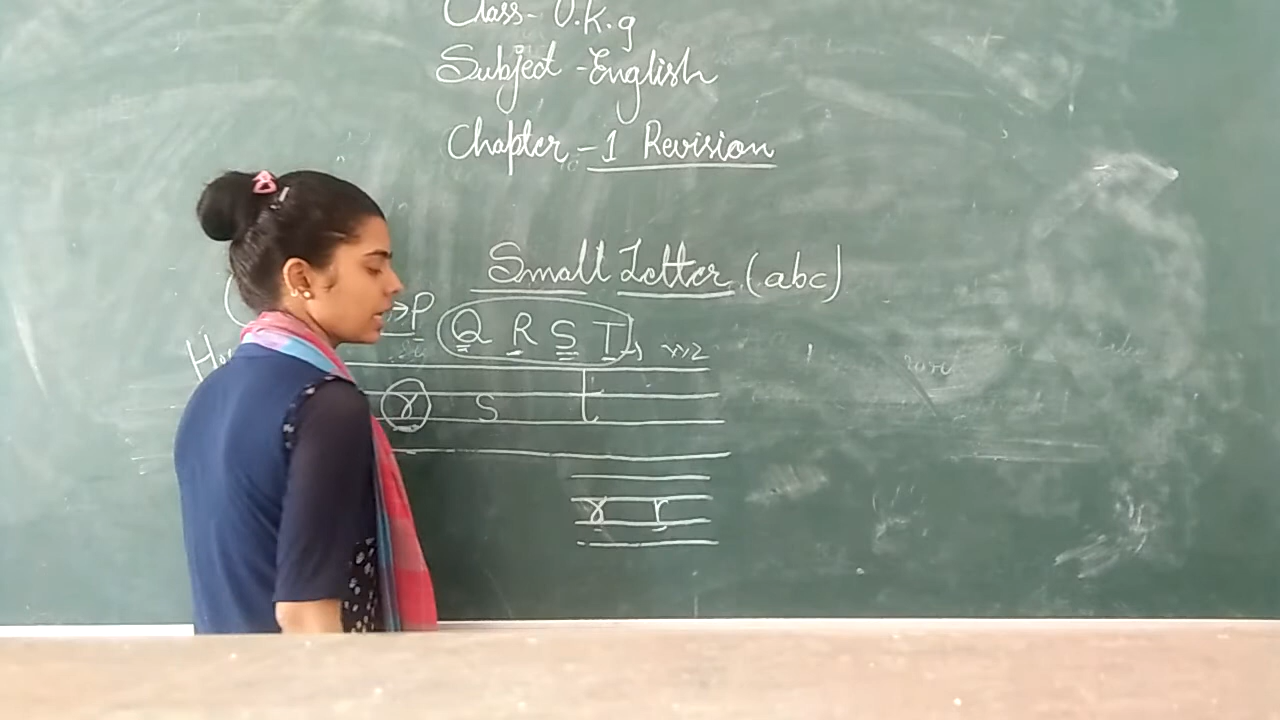 Class- U.K.g
Subject -English
Chapter -1 Revision
Small Letter (abc)
→P Q R S T →
r s t
r r